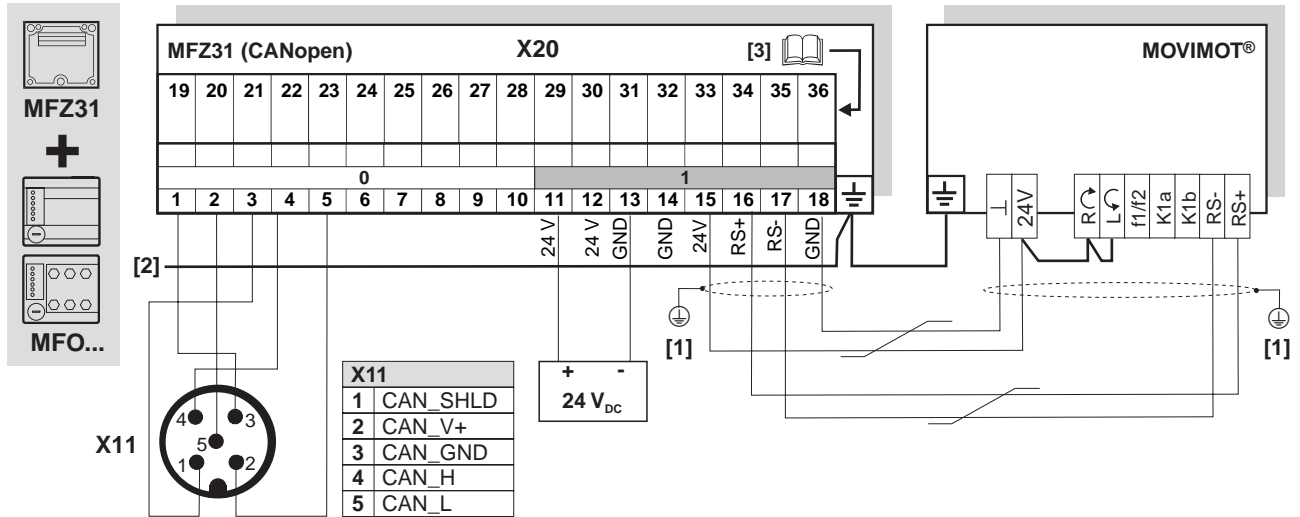 MFZ31
+
MFO...
MFZ31 (CANopen) X20 [3]
19 20 21 22 23 24 25 26 27 28 29 30 31 32 33 34 35 36
0 1
1 2 3 4 5 6 7 8 9 10 11 12 13 14 15 16 17 18
24 V 24 V GND GND 24V RS+ RS- GND
MOVIMOT®
⊥ 24V R L f1/f2 K1a K1b RS- RS+
[2]
[1] [1]
+ -
24 V DC
X11
4 3
5
1 2
X11
1 CAN_SHLD
2 CAN_V+
3 CAN_GND
4 CAN_H
5 CAN_L